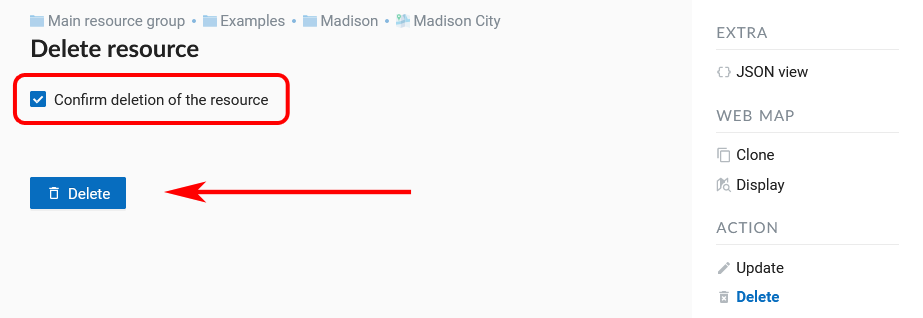 Main resource group • Examples • Madison • Madison City
Delete resource
Confirm deletion of the resource
Delete
EXTRA
JSON view
WEB MAP
Clone
Display
ACTION
Update
Delete